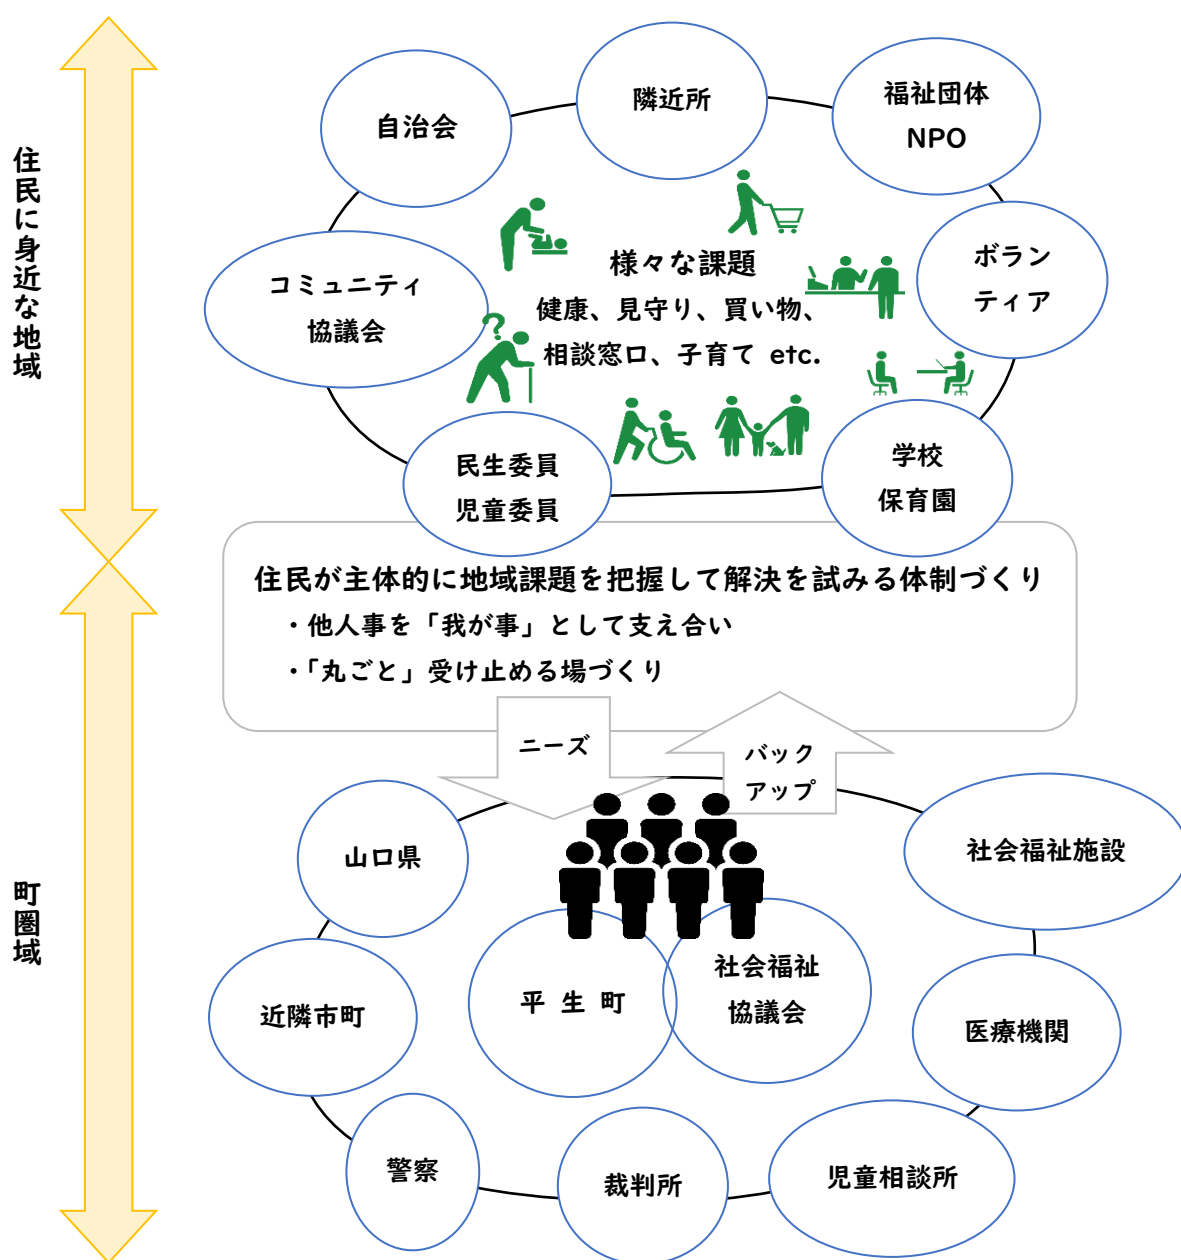 住民に身近な地域
隣近所
福祉団体
NPO
自治会
ボラン
ティア
コミュニティ
協議会
様々な課題
健康、見守り、買い物、
相談窓口、子育て etc.
?
民生委員
児童委員
学校
保育園
住民が主体的に地域課題を把握して解決を試みる体制づくり
・他人事を「我が事」として支え合い
・「丸ごと」受け止める場づくり
ニーズ
バック
アップ
町圏域
山口県
社会福祉施設
近隣市町
平 生 町
社会福祉
協議会
医療機関
警察
裁判所
児童相談所